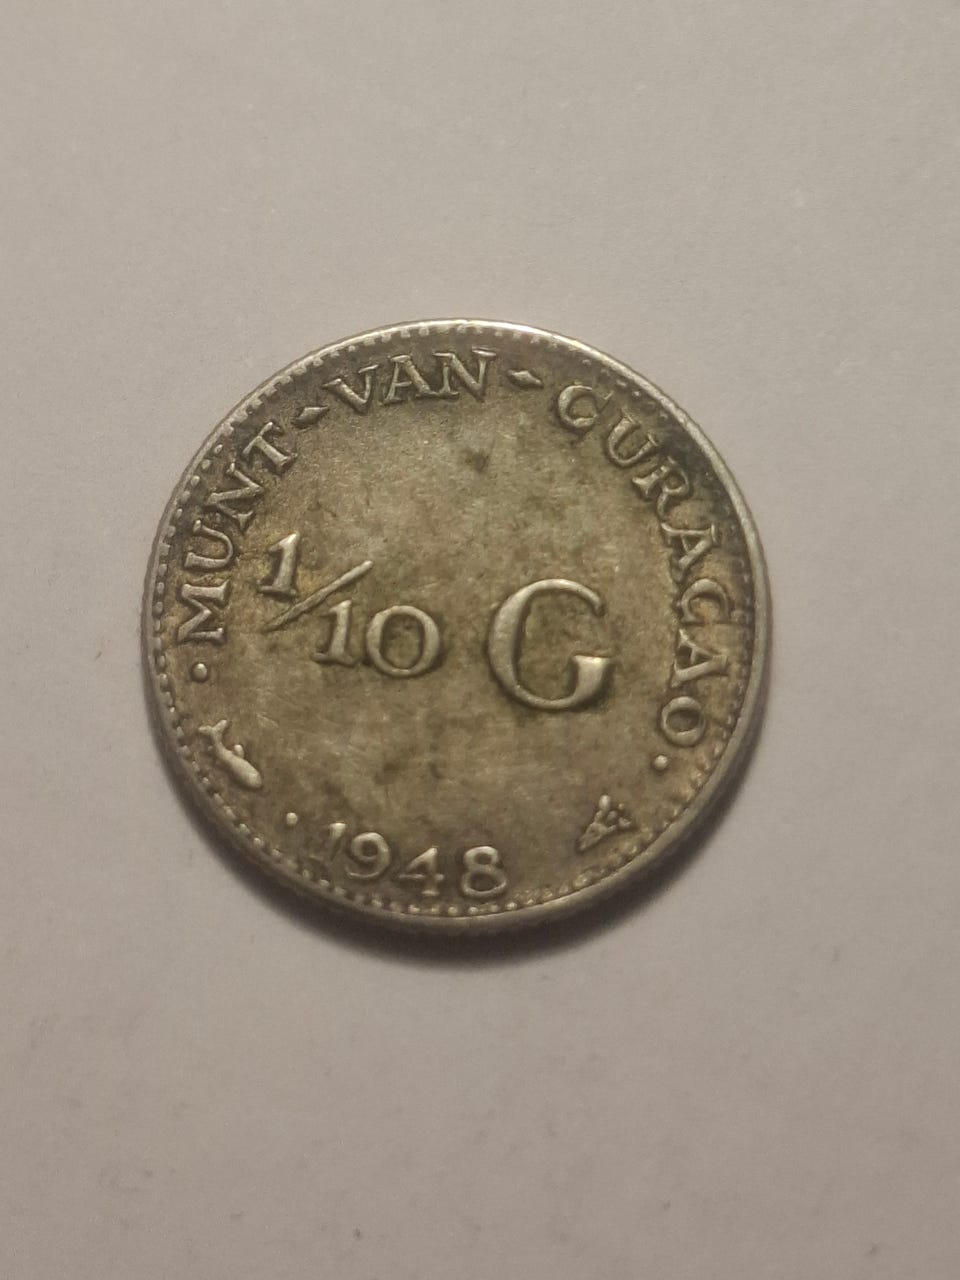 · MUNT - VAN - CURAÇAO ·
1/10 G
· 1948